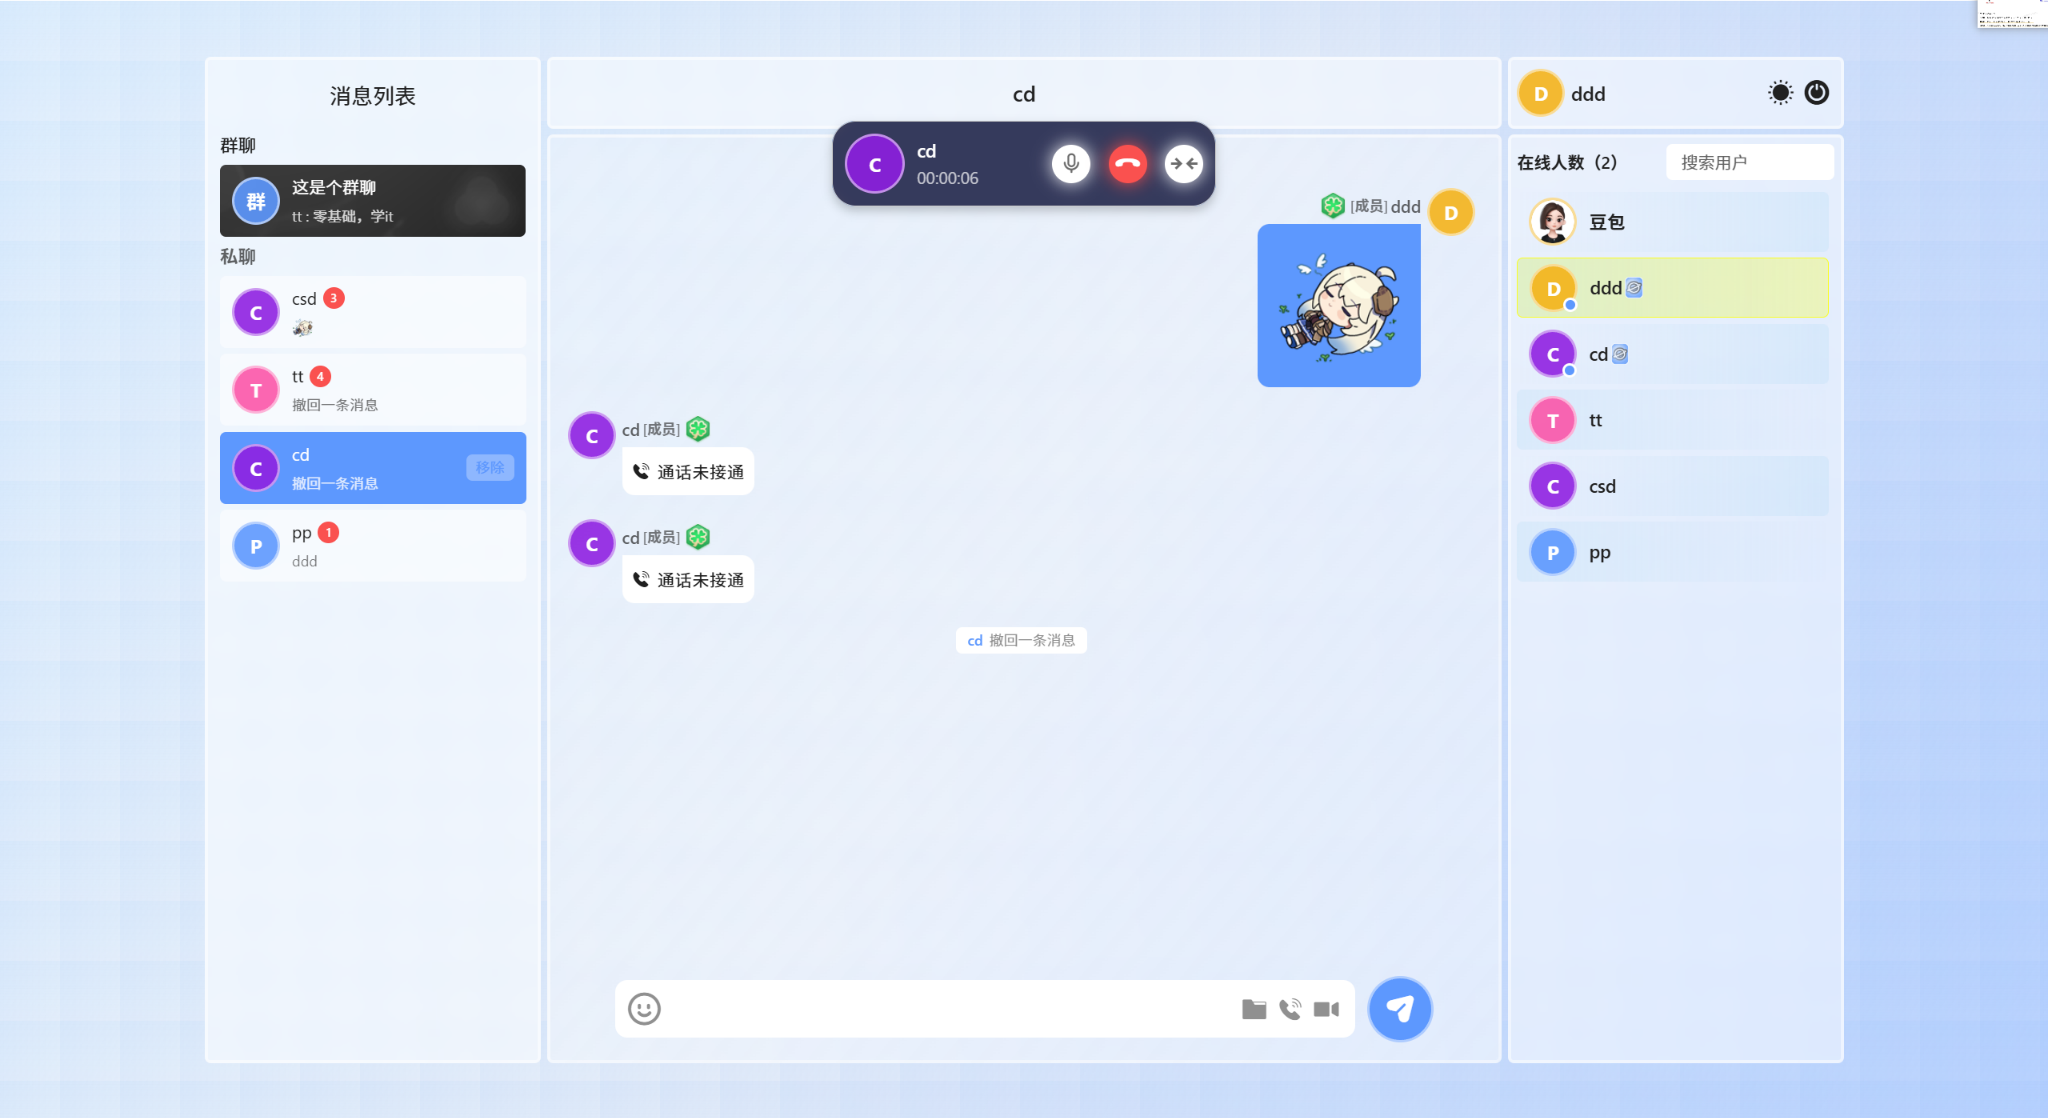 消息列表
群聊
群
这是个群聊
tt : 零基础，学it
私聊
C
csd 3
T
tt 4
撤回一条消息
C
cd
移除
撤回一条消息
P
pp 1
ddd
cd
C
cd
00:00:06
[成员] ddd
D
C
cd [成员]
通话未接通
C
cd [成员]
通话未接通
cd 撤回一条消息
D
ddd
在线人数（2）
搜索用户
豆包
D
ddd
C
cd
T
tt
C
csd
P
pp